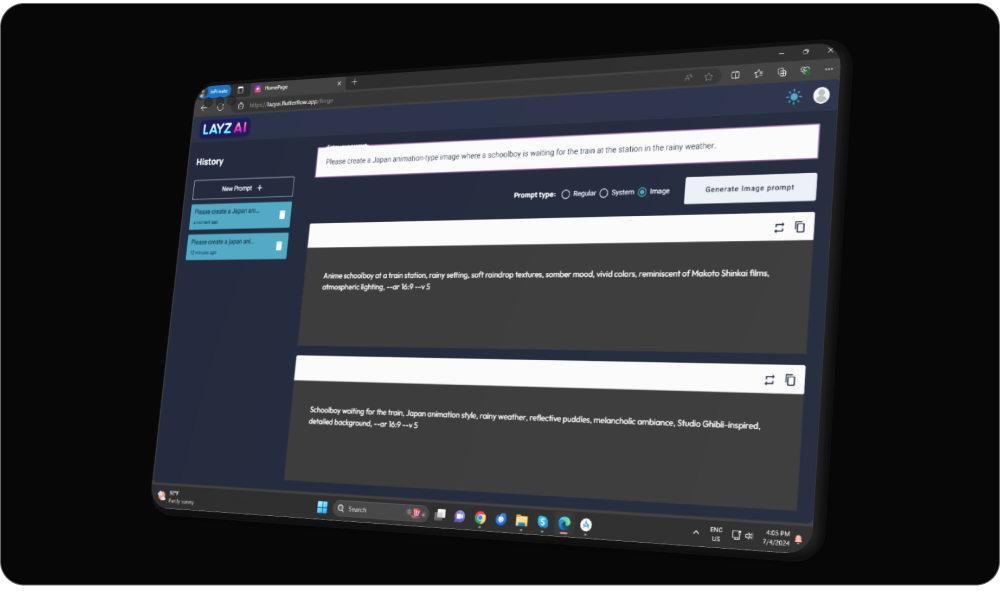 InPrivate
HomePage
https://layzai.flutterflow.app/
LAYZ AI
History
New Prompt +
Please create a Japan ani...
a moment ago
Please create a japan ani...
Please create a Japan animation-type image where a schoolboy is waiting for the train at the station in the rainy weather.
Prompt type: Regular System Image
Generate Image prompt
Anime schoolboy at a train station, rainy setting, soft raindrop textures, somber mood, vivid colors, reminiscent of Makoto Shinkai films,
atmospheric lighting, --ar 16:9 --v 5
Schoolboy waiting for the train, Japan animation style, rainy weather, reflective puddles, melancholic ambiance, Studio Ghibli-inspired,
detailed background, --ar 16:9 --v 5
Partly sunny
Search
ENG
US
4:05 PM
7/4/2024